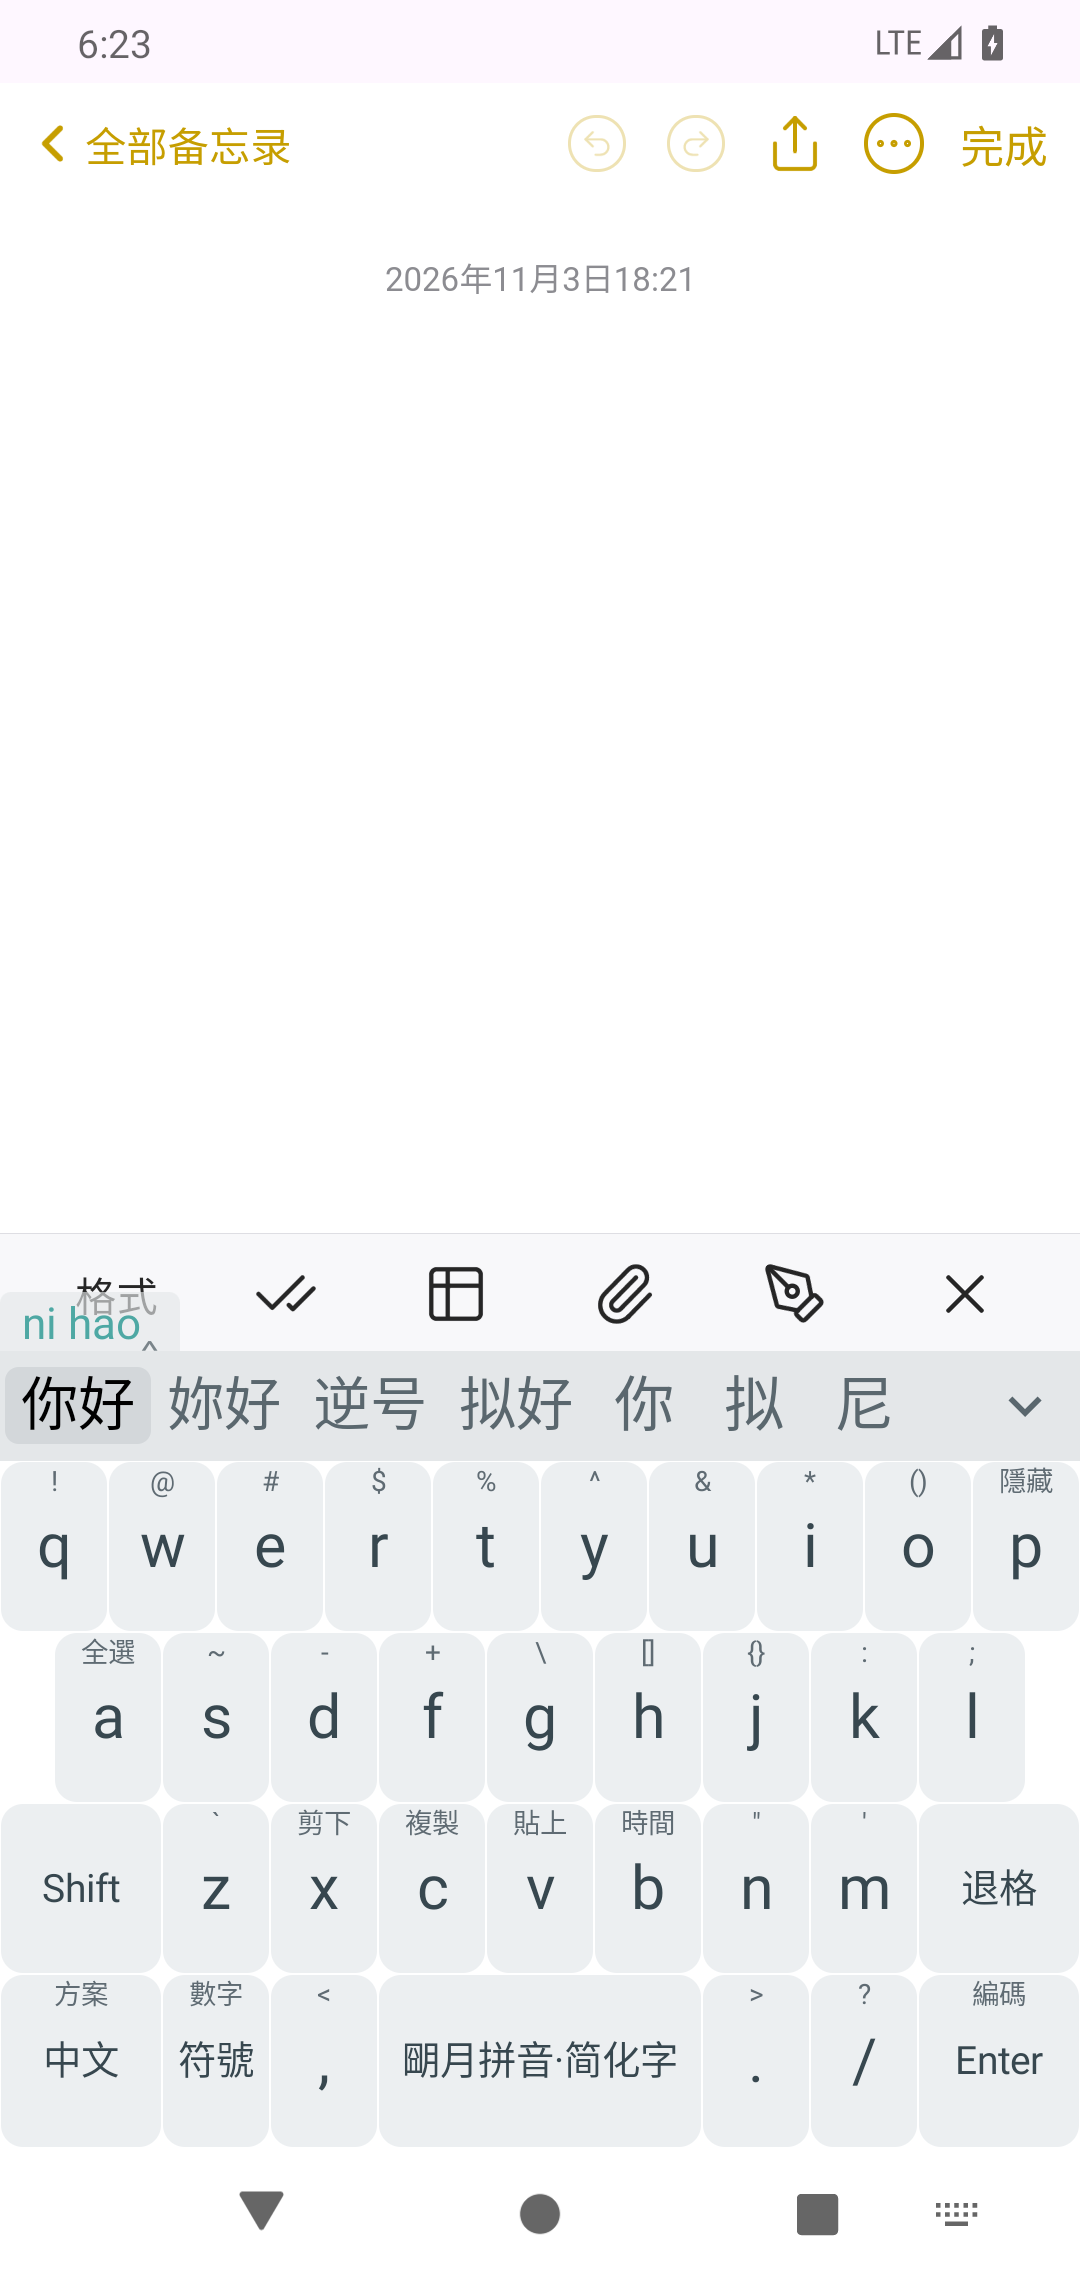 6:23 LTE
全部备忘录 完成
2026年11月3日18:21
格式
ni hao ^
你好 妳好 逆号 拟好 你 拟 尼
! @ # $ % ^ & * () 隱藏
q w e r t y u i o p
全選 ~ - + \ [] {} : ;
a s d f g h j k l
` 剪下 複製 貼上 時間 " '
Shift z x c v b n m 退格
方案 數字 < > ? 編碼
中文 符號 , 朙月拼音·简化字 . / Enter